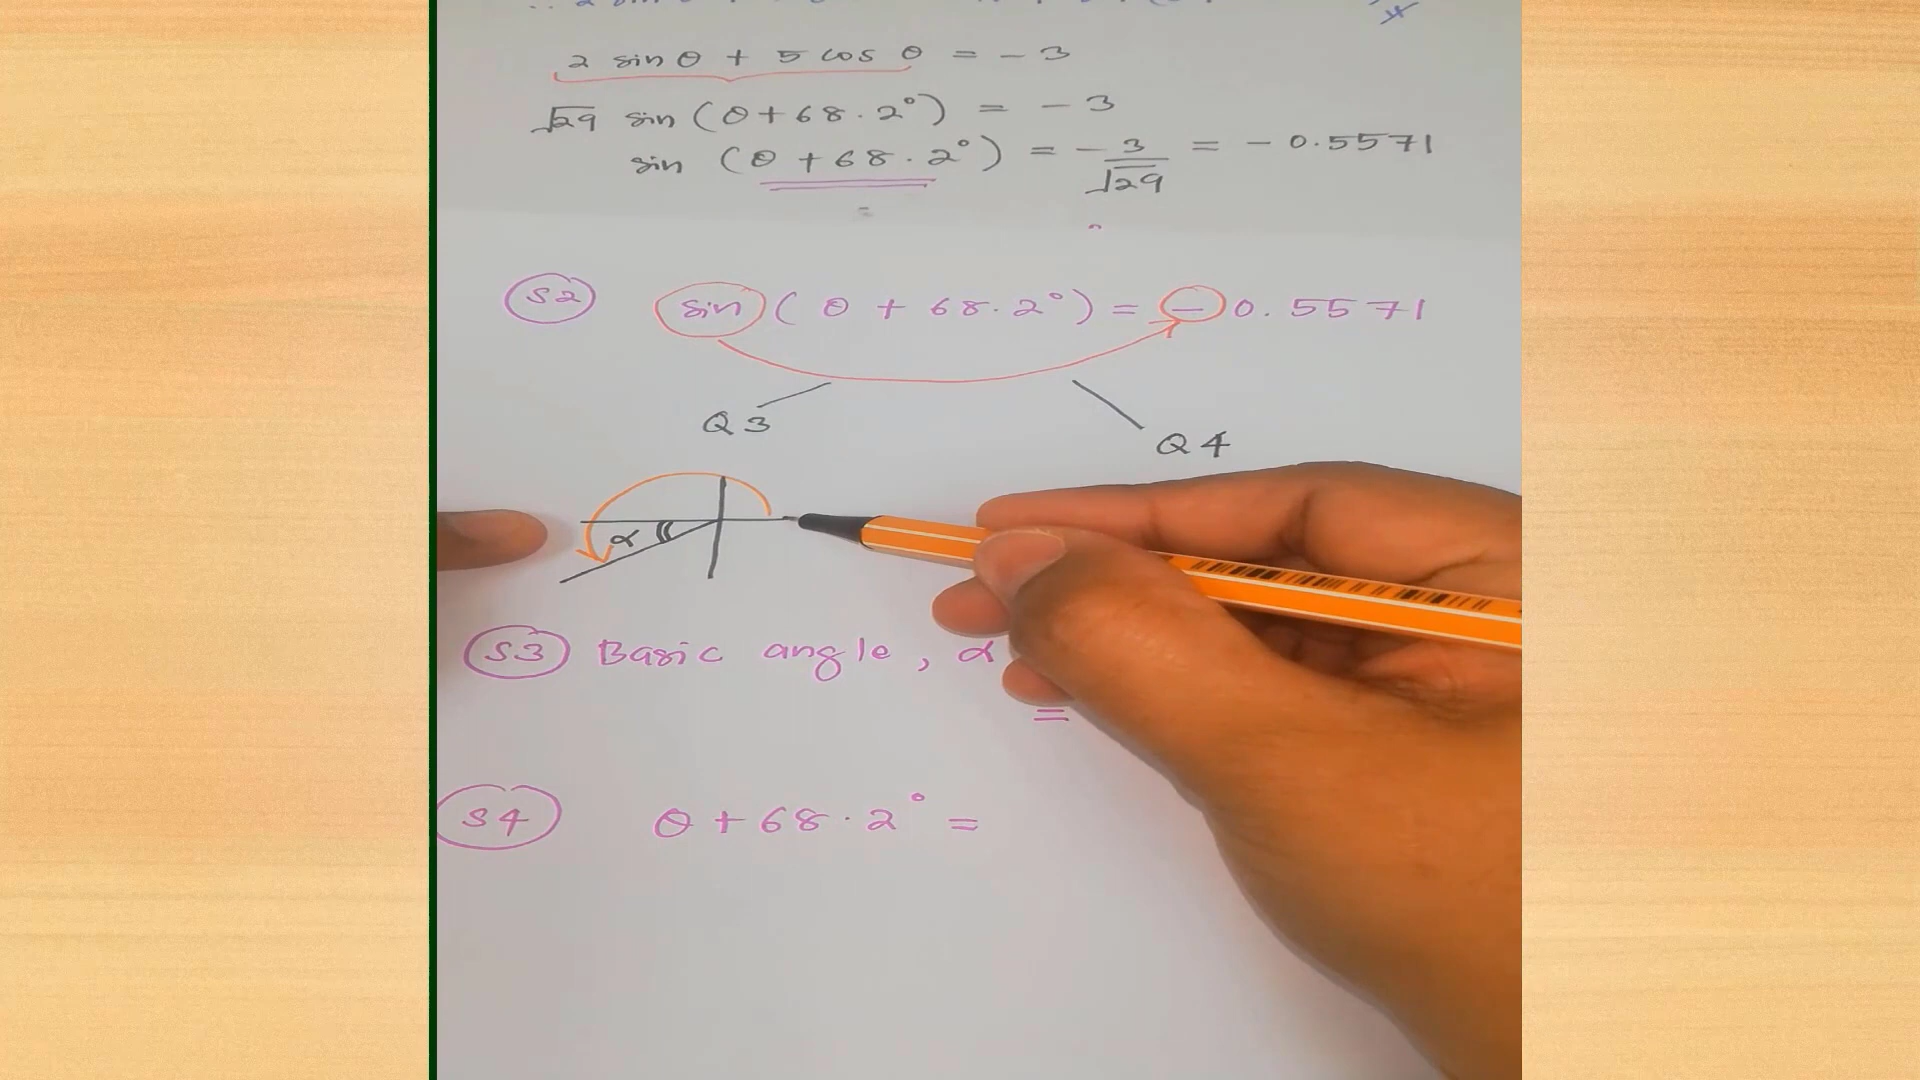 2 sin θ + 5 cos θ = - 3
√29 sin (θ + 68.2°) = - 3
sin (θ + 68.2°) = - 3/√29 = - 0.5571
S2 sin (θ + 68.2°) = - 0.5571
Q3
Q4
α
S3 Basic angle, α
=
S4 θ + 68.2° =